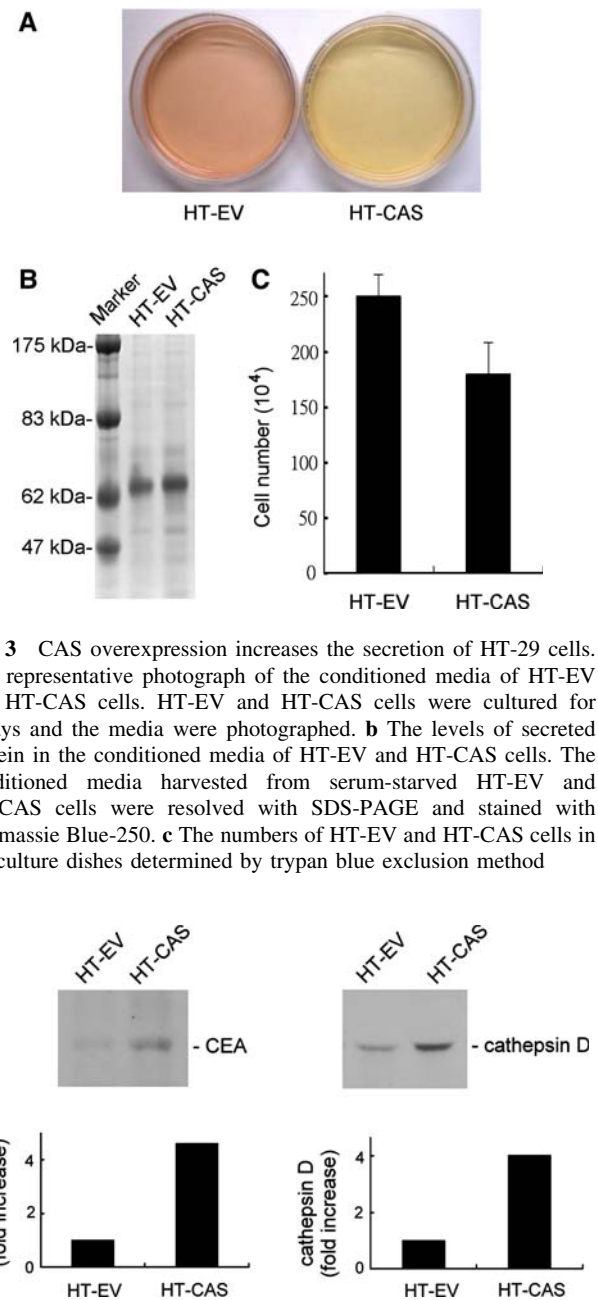 A
HT-EV HT-CAS
B
Marker HT-EV HT-CAS
175 kDa-
83 kDa-
62 kDa-
47 kDa-
C
Cell number (10⁴)
250
200
150
100
50
0
HT-EV HT-CAS
3 CAS overexpression increases the secretion of HT-29 cells.
representative photograph of the conditioned media of HT-EV
HT-CAS cells. HT-EV and HT-CAS cells were cultured for
and the media were photographed. b The levels of secreted
in the conditioned media of HT-EV and HT-CAS cells. The
media harvested from serum-starved HT-EV and
CAS cells were resolved with SDS-PAGE and stained with
Blue-250. c The numbers of HT-EV and HT-CAS cells in
culture dishes determined by trypan blue exclusion method
HT-EV HT-CAS
- CEA
(fold increase)
4
2
0
HT-EV HT-CAS
HT-EV HT-CAS
- cathepsin D
cathepsin D
(fold increase)
4
2
0
HT-EV HT-CAS